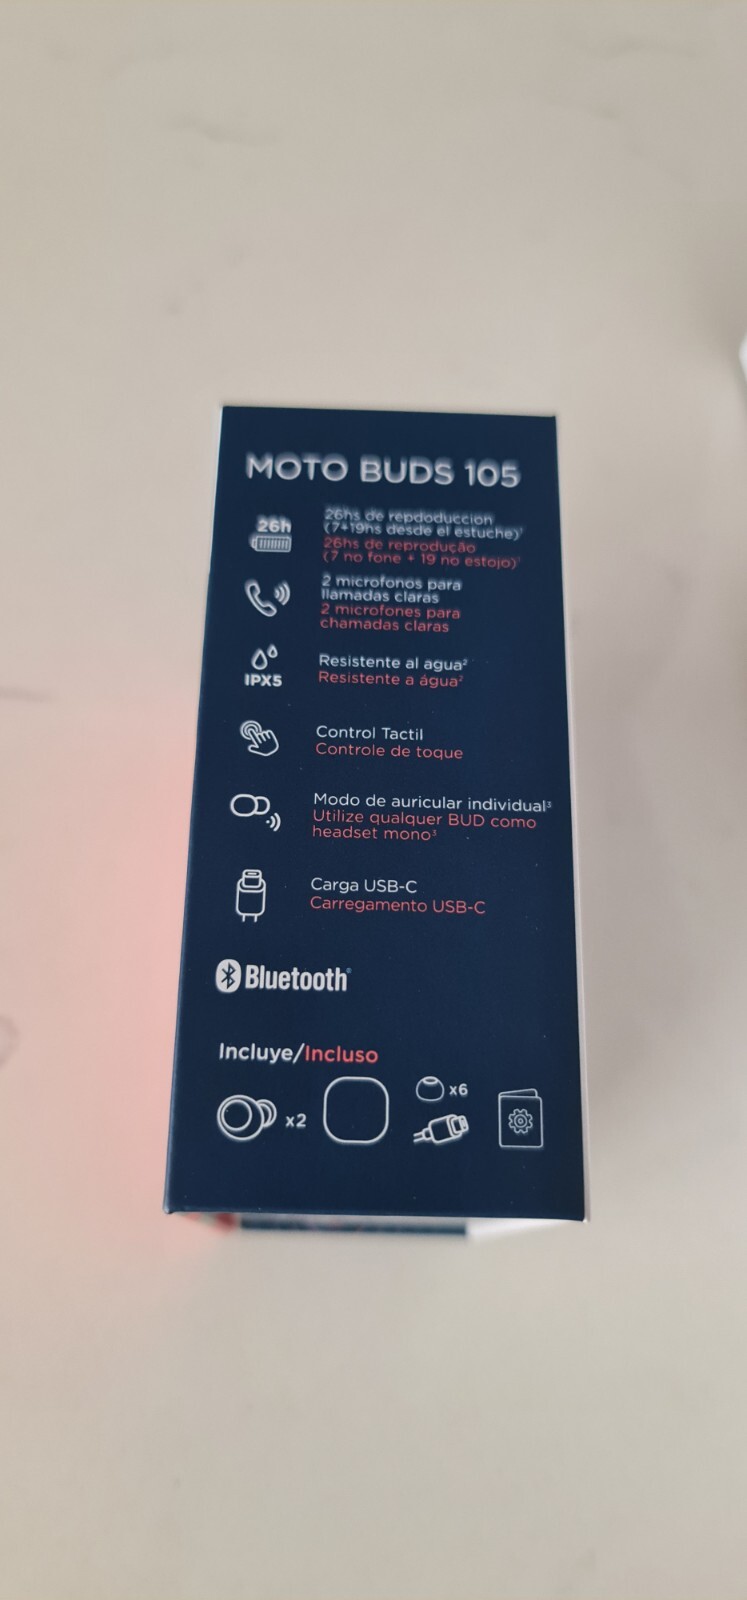 MOTO BUDS 105
26h
26hs de repdoduccion
(7+19hs desde el estuche)¹
26hs de reprodução
(7 no fone + 19 no estojo)¹
2 microfonos para
llamadas claras
2 microfones para
chamadas claras
IPX5
Resistente al agua²
Resistente a água²
Control Tactil
Controle de toque
Modo de auricular individual³
Utilize qualquer BUD como
headset mono³
Carga USB-C
Carregamento USB-C
Bluetooth®
Incluye/Incluso
x2
x6